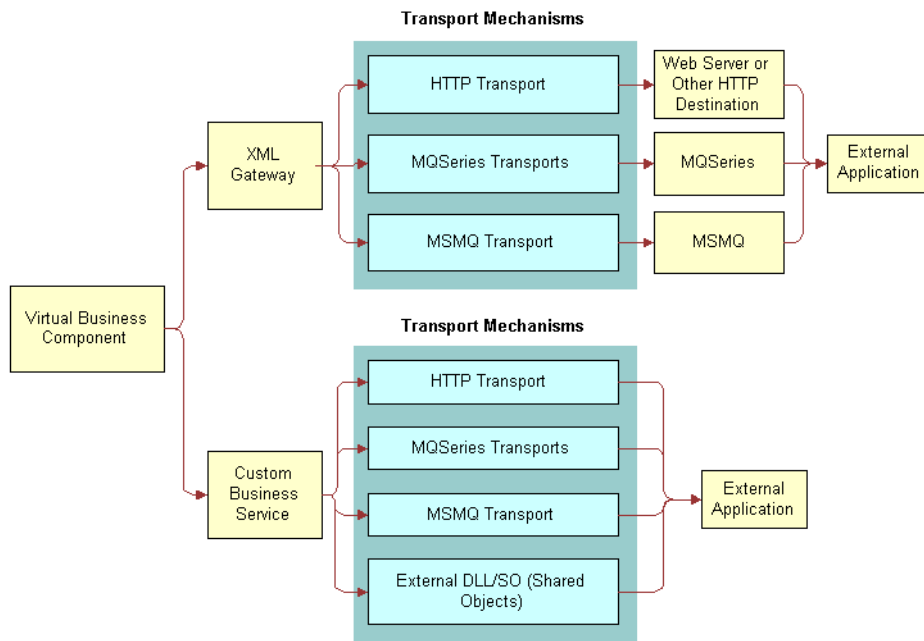 Transport Mechanisms
HTTP Transport
Web Server or
Other HTTP
Destination
XML
Gateway
MQSeries Transports
MQSeries
External
Application
MSMQ Transport
MSMQ
Virtual Business
Component
Transport Mechanisms
HTTP Transport
MQSeries Transports
Custom
Business
Service
MSMQ Transport
External
Application
External DLL/SO (Shared
Objects)